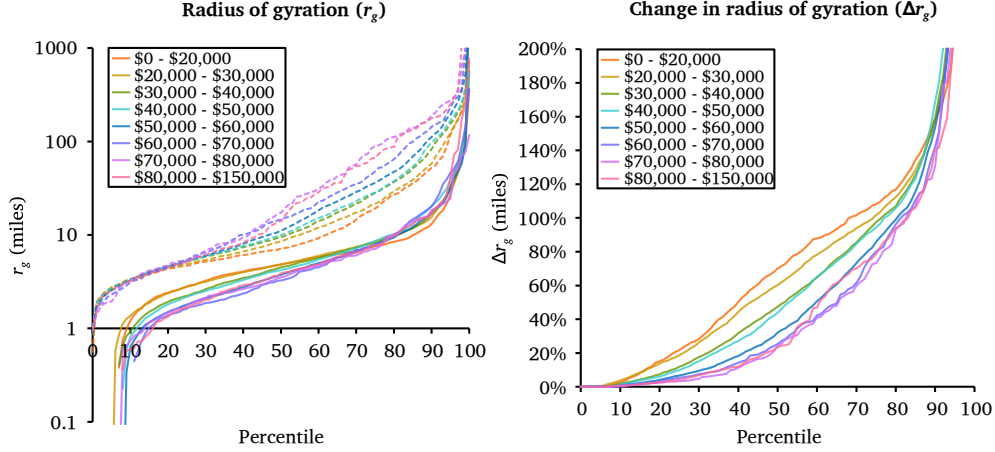 Radius of gyration (r_g)
1000
100
10
1
0.1
r_g (miles)
$0 - $20,000
$20,000 - $30,000
$30,000 - $40,000
$40,000 - $50,000
$50,000 - $60,000
$60,000 - $70,000
$70,000 - $80,000
$80,000 - $150,000
0 10 20 30 40 50 60 70 80 90 100
Percentile
Change in radius of gyration (Δr_g)
200%
180%
160%
140%
120%
100%
80%
60%
40%
20%
0%
Δr_g (miles)
$0 - $20,000
$20,000 - $30,000
$30,000 - $40,000
$40,000 - $50,000
$50,000 - $60,000
$60,000 - $70,000
$70,000 - $80,000
$80,000 - $150,000
0 10 20 30 40 50 60 70 80 90 100
Percentile